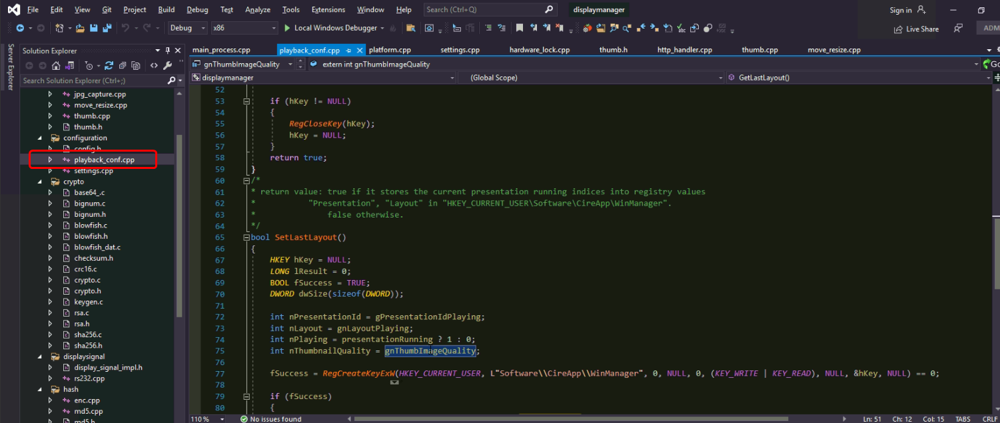 File Edit View Git Project Build Debug Test Analyze Tools Extensions Window Help Search (Ctrl+Q) displaymanager Sign in
Debug x86 Local Windows Debugger Live Share ADM
Server Explorer
Solution Explorer
Search Solution Explorer (Ctrl+;)
jpg_capture.cpp
move_resize.cpp
thumb.cpp
thumb.h
configuration
config.h
playback_conf.cpp
settings.cpp
crypto
base64_.c
bignum.c
bignum.h
blowfish.c
blowfish.h
blowfish_dat.c
checksum.h
crc16.c
crypto.c
crypto.h
keygen.c
rsa.c
rsa.h
sha256.c
sha256.h
displaysignal
display_signal_impl.h
rs232.cpp
hash
enc.cpp
md5.cpp
md5.h
main_process.cpp playback_conf.cpp platform.cpp settings.cpp hardware_lock.cpp thumb.h http_handler.cpp thumb.cpp move_resize.cpp
gnThumbImageQuality extern int gnThumbImageQuality Go
displaymanager (Global Scope) GetLastLayout()
52
53 if (hKey != NULL)
54 {
55 RegCloseKey(hKey);
56 hKey = NULL;
57 }
58 return true;
59 }
60 /*
61 * return value: true if it stores the current presentation running indices into registry values
62 * "Presentation", "Layout" in "HKEY_CURRENT_USER\Software\CireApp\WinManager".
63 * false otherwise.
64 */
65 bool SetLastLayout()
66 {
67 HKEY hKey = NULL;
68 LONG lResult = 0;
69 BOOL fSuccess = TRUE;
70 DWORD dwSize(sizeof(DWORD));
71
72 int nPresentationId = gPresentationIdPlaying;
73 int nLayout = gnLayoutPlaying;
74 int nPlaying = presentationRunning ? 1 : 0;
75 int nThumbnailQuality = gnThumbImageQuality;
76
77 fSuccess = RegCreateKeyExW(HKEY_CURRENT_USER, L"Software\\CireApp\\WinManager", 0, NULL, 0, (KEY_WRITE | KEY_READ), NULL, &hKey, NULL) == 0;
78
79 if (fSuccess)
80 {
110 % No issues found Ln: 51 Ch: 12 Col: 15 TABS CRLF